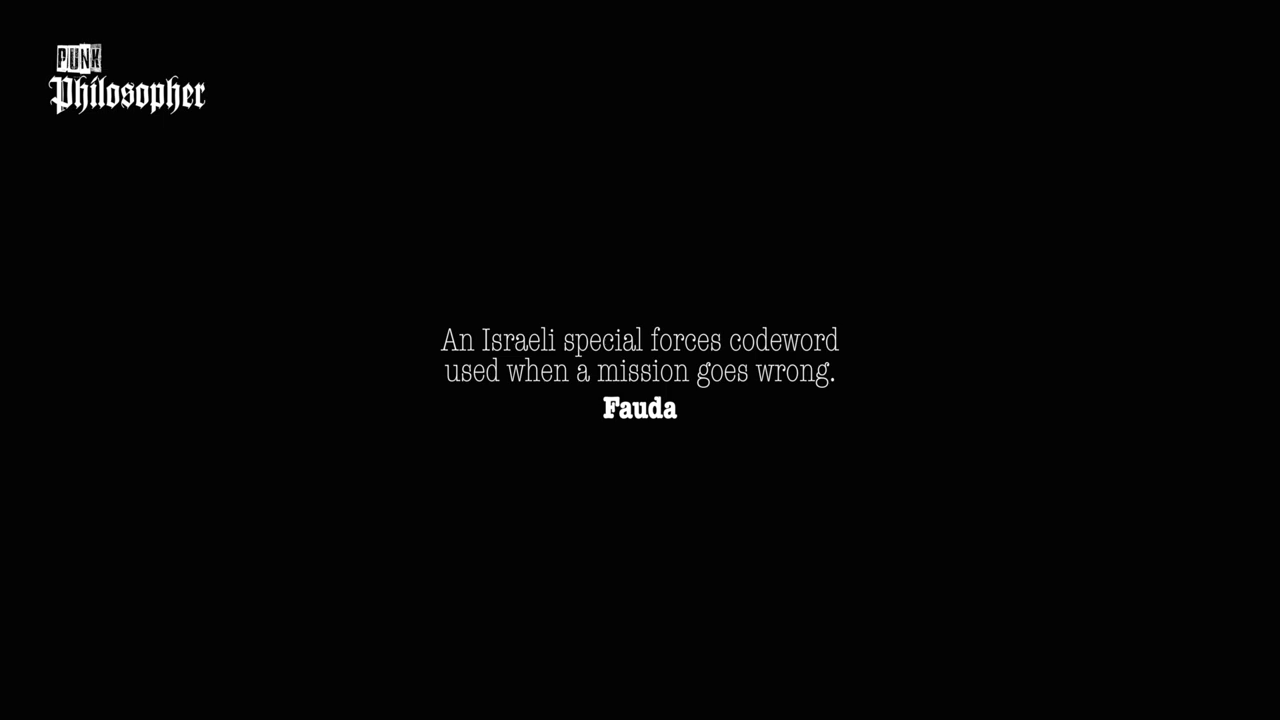 PUNK
Philosopher
An Israeli special forces codeword
used when a mission goes wrong.
Fauda